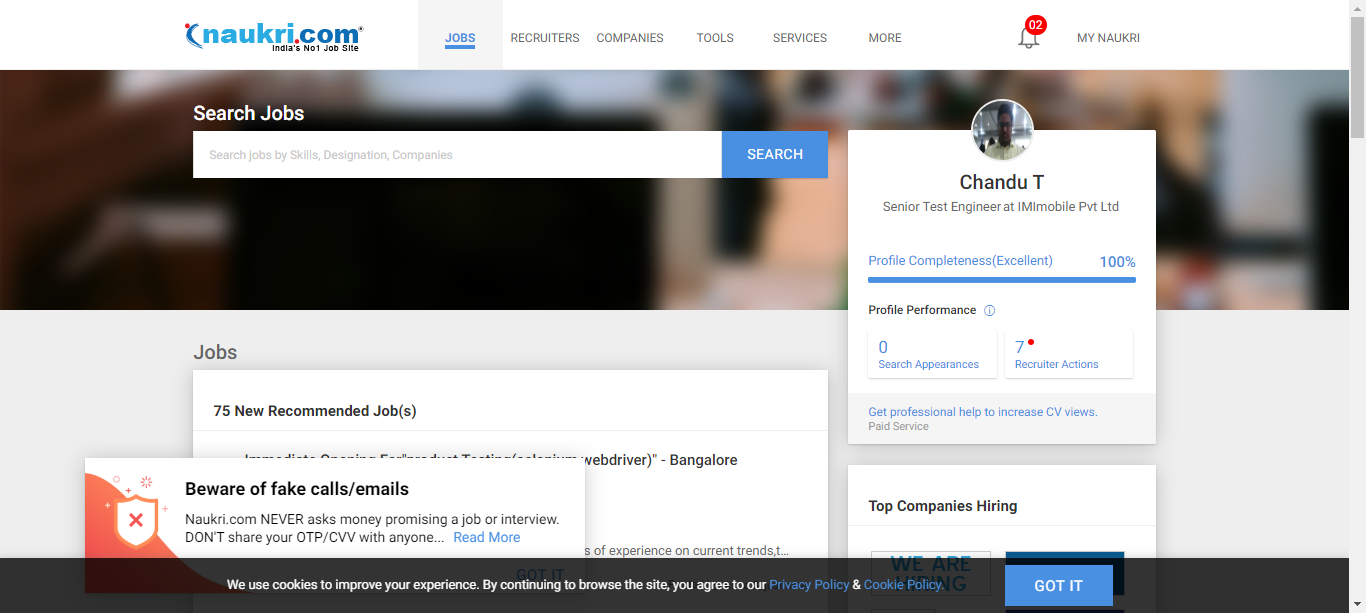 naukri.com
India's No1 Job Site
JOBS
RECRUITERS
COMPANIES
TOOLS
SERVICES
MORE
02
MY NAUKRI
Search Jobs
Search jobs by Skills, Designation, Companies
SEARCH
Chandu T
Senior Test Engineer at IMImobile Pvt Ltd
Profile Completeness(Excellent) 100%
Profile Performance
0
Search Appearances
7
Recruiter Actions
Get professional help to increase CV views.
Paid Service
Jobs
75 New Recommended Job(s)
Immediate Opening For"product Testing(selenium webdriver)" - Bangalore
Beware of fake calls/emails
Naukri.com NEVER asks money promising a job or interview.
DON'T share your OTP/CVV with anyone... Read More
GOT IT
s of experience on current trends,t...
Top Companies Hiring
WE ARE
HIRING
We use cookies to improve your experience. By continuing to browse the site, you agree to our Privacy Policy & Cookie Policy.
GOT IT